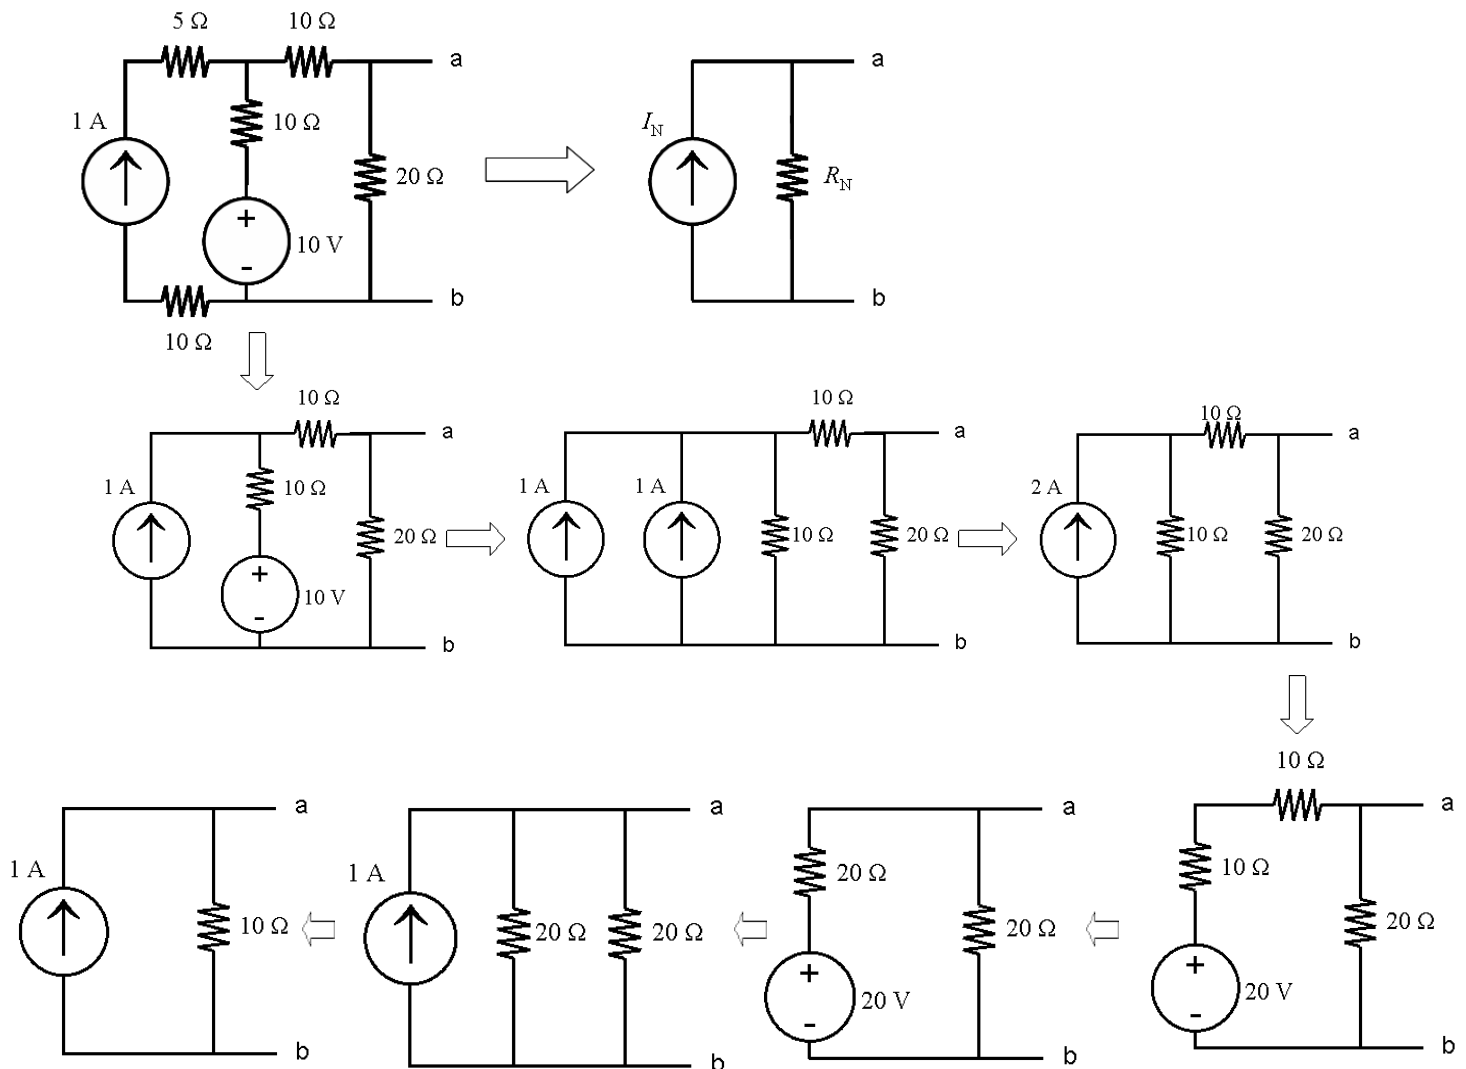 5 Ω 10 Ω
a a
1 A 10 Ω I_N
20 Ω R_N
+
10 V
-
b b
10 Ω
10 Ω 10 Ω 10 Ω
a a a
1 A 10 Ω 1 A 1 A 2 A
20 Ω 10 Ω 20 Ω 10 Ω 20 Ω
+
10 V
-
b b b
10 Ω
a a a a
1 A 1 A 20 Ω 10 Ω
10 Ω 20 Ω 20 Ω 20 Ω 20 Ω
+ +
20 V 20 V
- -
b b b b